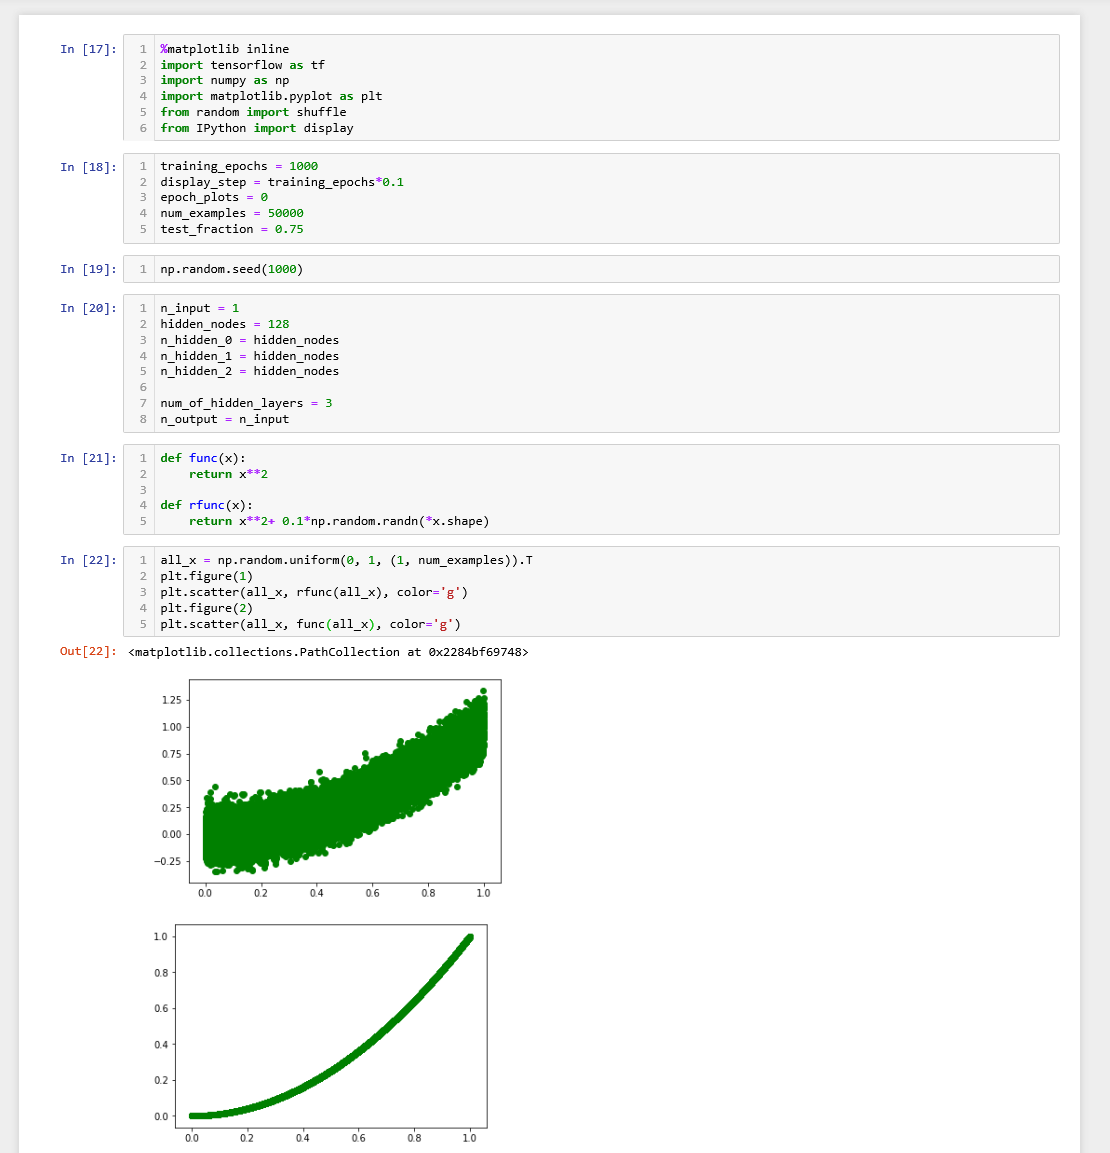 In [17]:
1 %matplotlib inline
2 import tensorflow as tf
3 import numpy as np
4 import matplotlib.pyplot as plt
5 from random import shuffle
6 from IPython import display
In [18]:
1 training_epochs = 1000
2 display_step = training_epochs*0.1
3 epoch_plots = 0
4 num_examples = 50000
5 test_fraction = 0.75
In [19]:
1 np.random.seed(1000)
In [20]:
1 n_input = 1
2 hidden_nodes = 128
3 n_hidden_0 = hidden_nodes
4 n_hidden_1 = hidden_nodes
5 n_hidden_2 = hidden_nodes
6
7 num_of_hidden_layers = 3
8 n_output = n_input
In [21]:
1 def func(x):
2     return x**2
3
4 def rfunc(x):
5     return x**2+ 0.1*np.random.randn(*x.shape)
In [22]:
1 all_x = np.random.uniform(0, 1, (1, num_examples)).T
2 plt.figure(1)
3 plt.scatter(all_x, rfunc(all_x), color='g')
4 plt.figure(2)
5 plt.scatter(all_x, func(all_x), color='g')
Out[22]: <matplotlib.collections.PathCollection at 0x2284bf69748>
1.25
1.00
0.75
0.50
0.25
0.00
−0.25
0.0 0.2 0.4 0.6 0.8 1.0
1.0
0.8
0.6
0.4
0.2
0.0
0.0 0.2 0.4 0.6 0.8 1.0